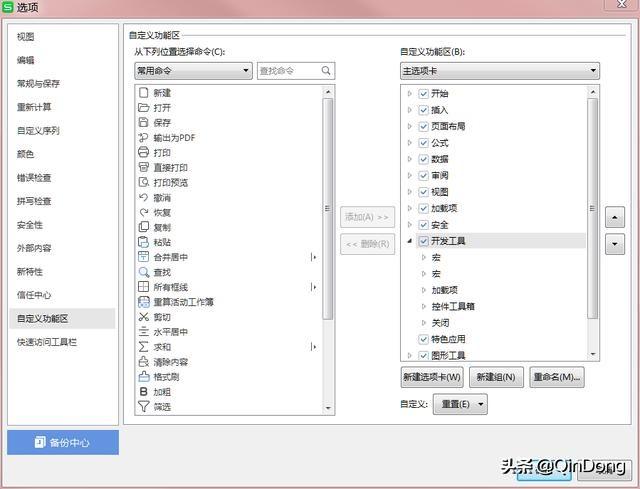 S 选项
视图
编辑
常规与保存
重新计算
自定义序列
颜色
错误检查
拼写检查
安全性
外部内容
新特性
信任中心
自定义功能区
快速访问工具栏
备份中心
自定义功能区
从下列位置选择命令(C):
常用命令
查找命令
新建
打开
保存
输出为PDF
打印
直接打印
打印预览
撤消
恢复
复制
粘贴
合并居中
查找
所有框线
重算活动工作簿
剪切
水平居中
求和
清除内容
格式刷
B 加粗
筛选
添加(A) >>
<< 删除(R)
自定义功能区(B):
主选项卡
开始
插入
页面布局
公式
数据
审阅
视图
加载项
安全
开发工具
宏
宏
加载项
控件工具箱
关闭
特色应用
图形工具
新建选项卡(W)
新建组(N)
重命名(M)...
自定义:
重置(E)
头条 @QinDong